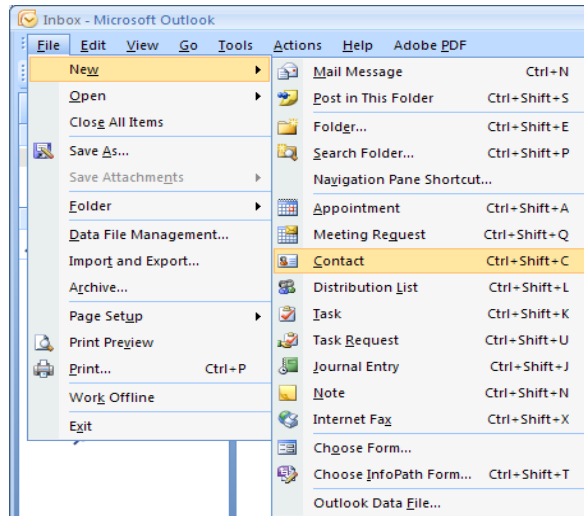 Inbox - Microsoft Outlook
File Edit View Go Tools Actions Help Adobe PDF
New
Open
Close All Items
Save As...
Save Attachments
Folder
Data File Management...
Import and Export...
Archive...
Page Setup
Print Preview
Print... Ctrl+P
Work Offline
Exit
Mail Message Ctrl+N
Post in This Folder Ctrl+Shift+S
Folder... Ctrl+Shift+E
Search Folder... Ctrl+Shift+P
Navigation Pane Shortcut...
Appointment Ctrl+Shift+A
Meeting Request Ctrl+Shift+Q
Contact Ctrl+Shift+C
Distribution List Ctrl+Shift+L
Task Ctrl+Shift+K
Task Request Ctrl+Shift+U
Journal Entry Ctrl+Shift+J
Note Ctrl+Shift+N
Internet Fax Ctrl+Shift+X
Choose Form...
Choose InfoPath Form... Ctrl+Shift+T
Outlook Data File...